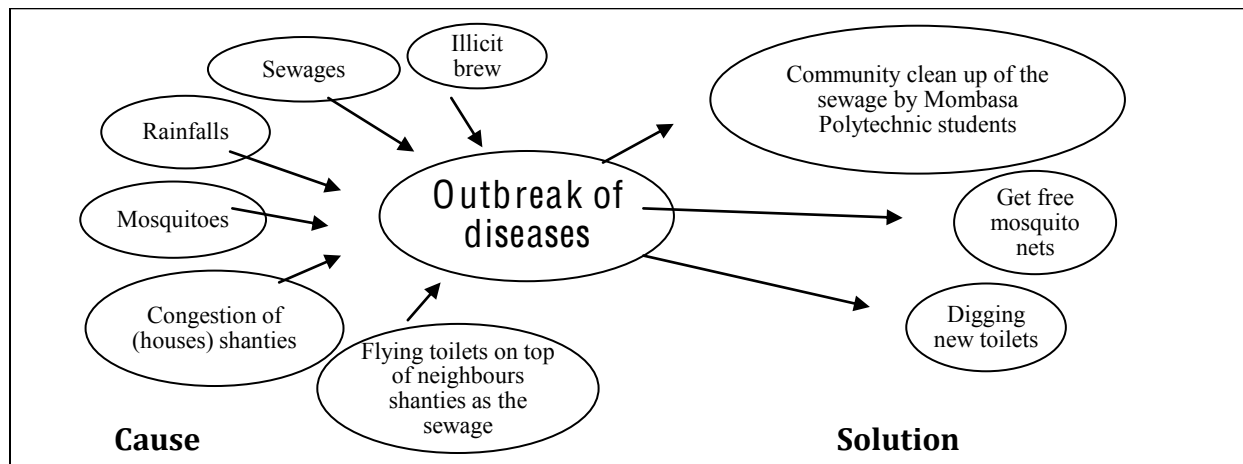 Illicit
brew
Sewages
Rainfalls
Mosquitoes
Congestion of
(houses) shanties
Flying toilets on top
of neighbours
shanties as the
sewage
Outbreak of
diseases
Community clean up of the
sewage by Mombasa
Polytechnic students
Get free
mosquito
nets
Digging
new toilets
Cause
Solution